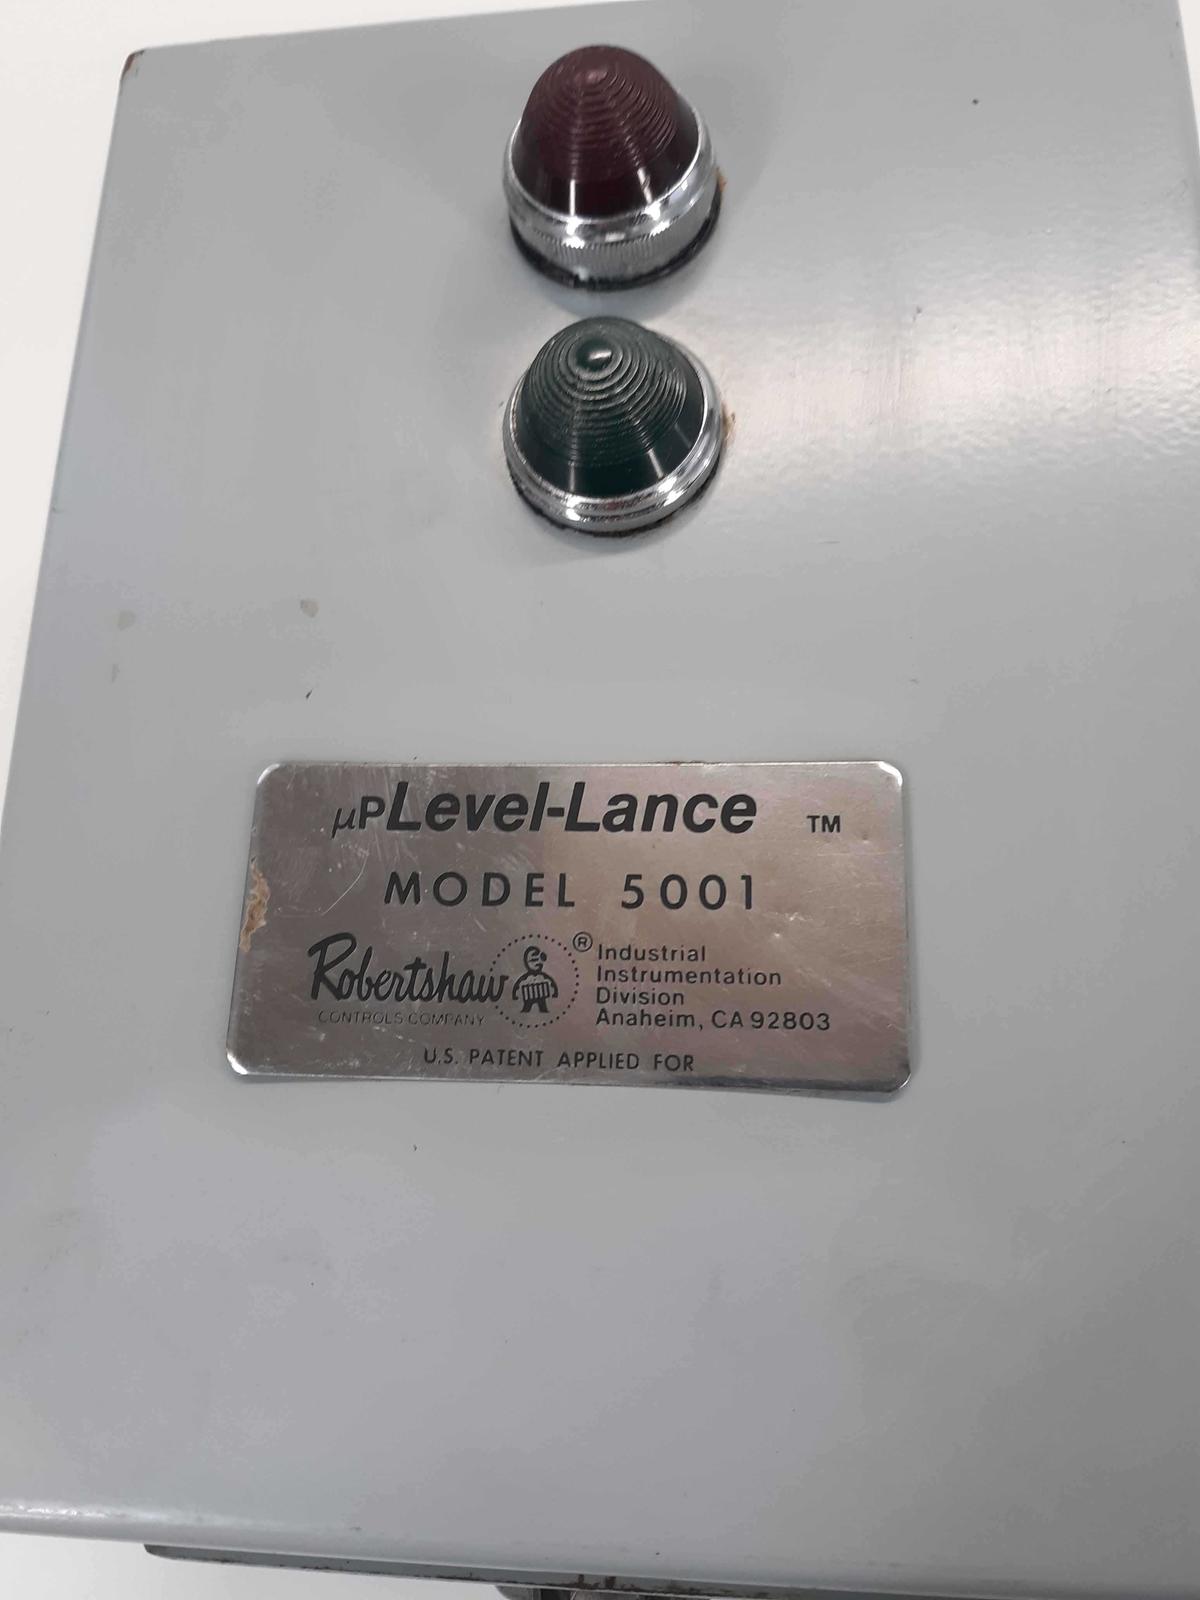 µPLevel-Lance TM
MODEL 5001
Robertshaw ®
CONTROLS COMPANY
Industrial
Instrumentation
Division
Anaheim, CA 92803
U.S. PATENT APPLIED FOR